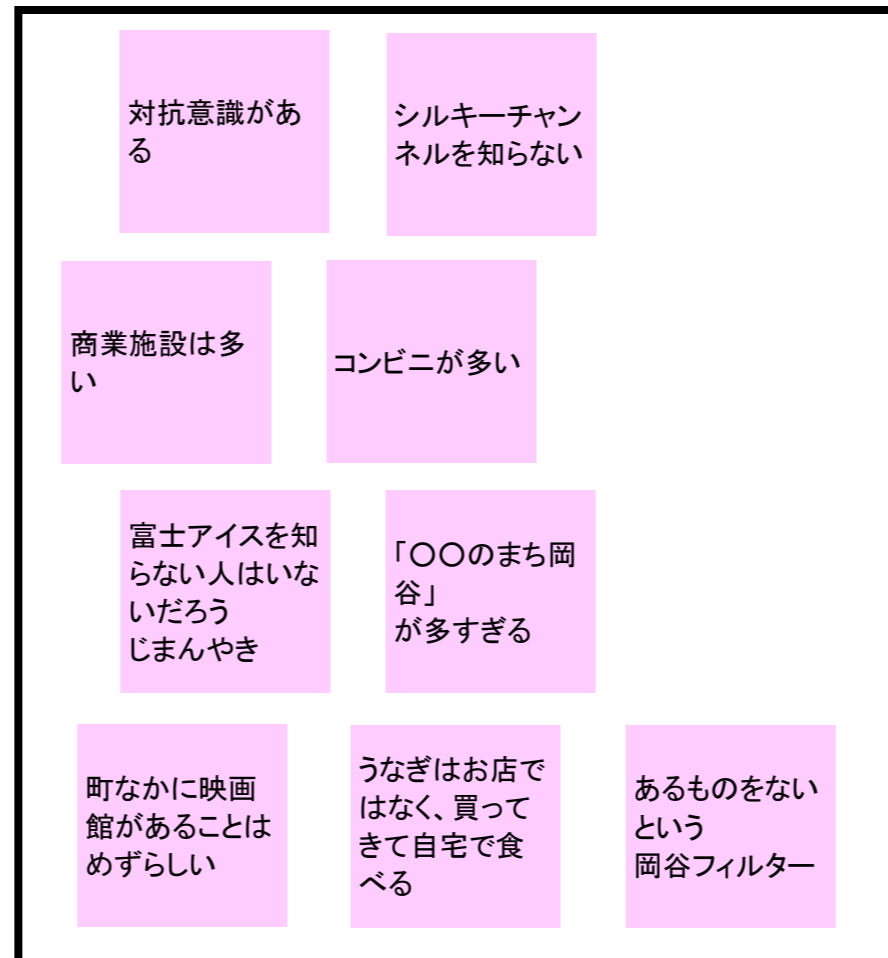 対抗意識があ
る
シルキーチャン
ネルを知らない
商業施設は多
い
コンビニが多い
富士アイスを知
らない人はいな
いだろう
じまんやき
「〇〇のまち岡
谷」
が多すぎる
町なかに映画
館があることは
めずらしい
うなぎはお店で
はなく、買って
きて自宅で食
べる
あるものをない
という
岡谷フィルター